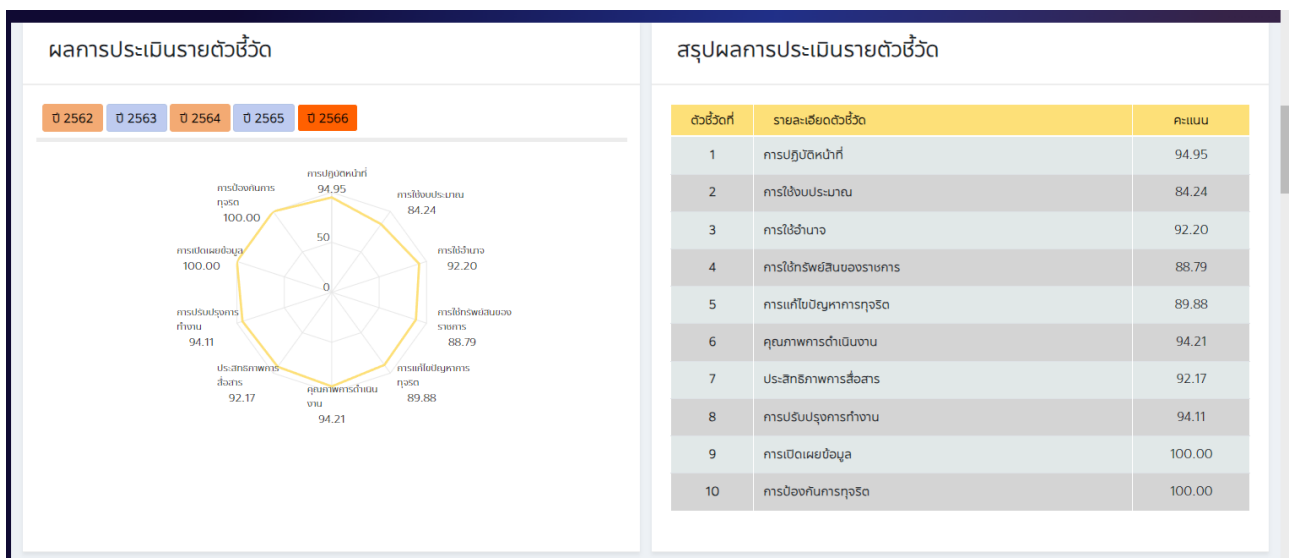 ผลการประเมินรายตัวชี้วัด
ปี 2562 ปี 2563 ปี 2564 ปี 2565 ปี 2566
การปฏิบัติหน้าที่
94.95
การใช้งบประมาณ
84.24
การใช้อำนาจ
92.20
การใช้ทรัพย์สินของ
ราชการ
88.79
การแก้ไขปัญหาการ
ทุจริต
89.88
คุณภาพการดำเนิน
งาน
94.21
ประสิทธิภาพการ
สื่อสาร
92.17
การปรับปรุงการ
ทำงาน
94.11
การเปิดเผยข้อมูล
100.00
การป้องกันการ
ทุจริต
100.00
50
0
สรุปผลการประเมินรายตัวชี้วัด
ตัวชี้วัดที่ รายละเอียดตัวชี้วัด คะแนน
1 การปฏิบัติหน้าที่ 94.95
2 การใช้งบประมาณ 84.24
3 การใช้อำนาจ 92.20
4 การใช้ทรัพย์สินของราชการ 88.79
5 การแก้ไขปัญหาการทุจริต 89.88
6 คุณภาพการดำเนินงาน 94.21
7 ประสิทธิภาพการสื่อสาร 92.17
8 การปรับปรุงการทำงาน 94.11
9 การเปิดเผยข้อมูล 100.00
10 การป้องกันการทุจริต 100.00